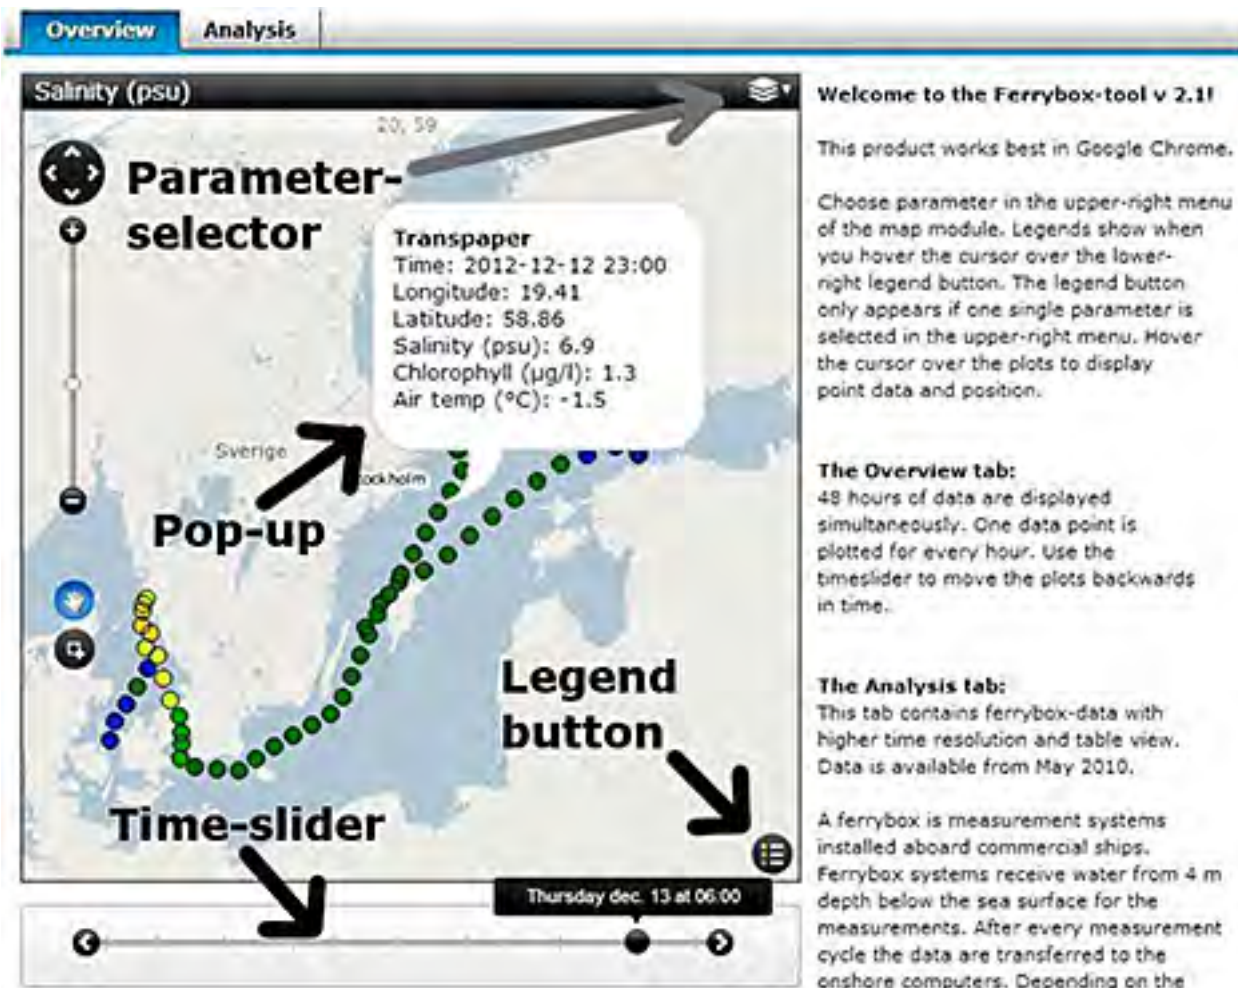 Overview
Analysis
Salinity (psu)
20, 59
Parameter-
selector
Transpaper
Time: 2012-12-12 23:00
Longitude: 19.41
Latitude: 58.86
Salinity (psu): 6.9
Chlorophyll (µg/l): 1.3
Air temp (°C): -1.5
Sverige
ockholm
Pop-up
Legend
button
Time-slider
Thursday dec. 13 at 06:00
Welcome to the Ferrybox-tool v 2.1!
This product works best in Google Chrome.
Choose parameter in the upper-right menu
of the map module. Legends show when
you hover the cursor over the lower-
right legend button. The legend button
only appears if one single parameter is
selected in the upper-right menu. Hover
the cursor over the plots to display
point data and position.
The Overview tab:
48 hours of data are displayed
simultaneously. One data point is
plotted for every hour. Use the
timeslider to move the plots backwards
in time.
The Analysis tab:
This tab contains ferrybox-data with
higher time resolution and table view.
Data is available from May 2010.
A ferrybox is measurement systems
installed aboard commercial ships.
Ferrybox systems receive water from 4 m
depth below the sea surface for the
measurements. After every measurement
cycle the data are transferred to the
onshore computers. Depending on the